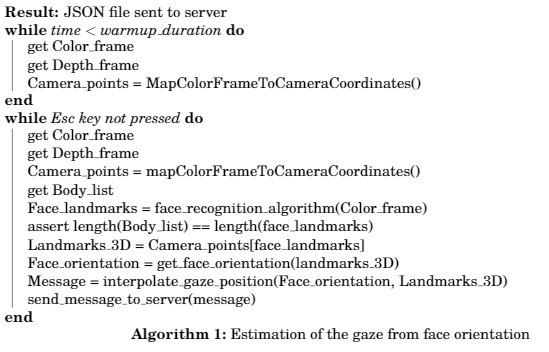 Result: JSON file sent to server
while time < warmup_duration do
get Color_frame
get Depth_frame
Camera_points = MapColorFrameToCameraCoordinates()
end
while Esc key not pressed do
get Color_frame
get Depth_frame
Camera_points = mapColorFrameToCameraCoordinates()
get Body_list
Face_landmarks = face_recognition_algorithm(Color_frame)
assert length(Body_list) == length(face_landmarks)
Landmarks_3D = Camera_points[face_landmarks]
Face_orientation = get_face_orientation(landmarks_3D)
Message = interpolate_gaze_position(Face_orientation, Landmarks_3D)
send_message_to_server(message)
end
Algorithm 1: Estimation of the gaze from face orientation